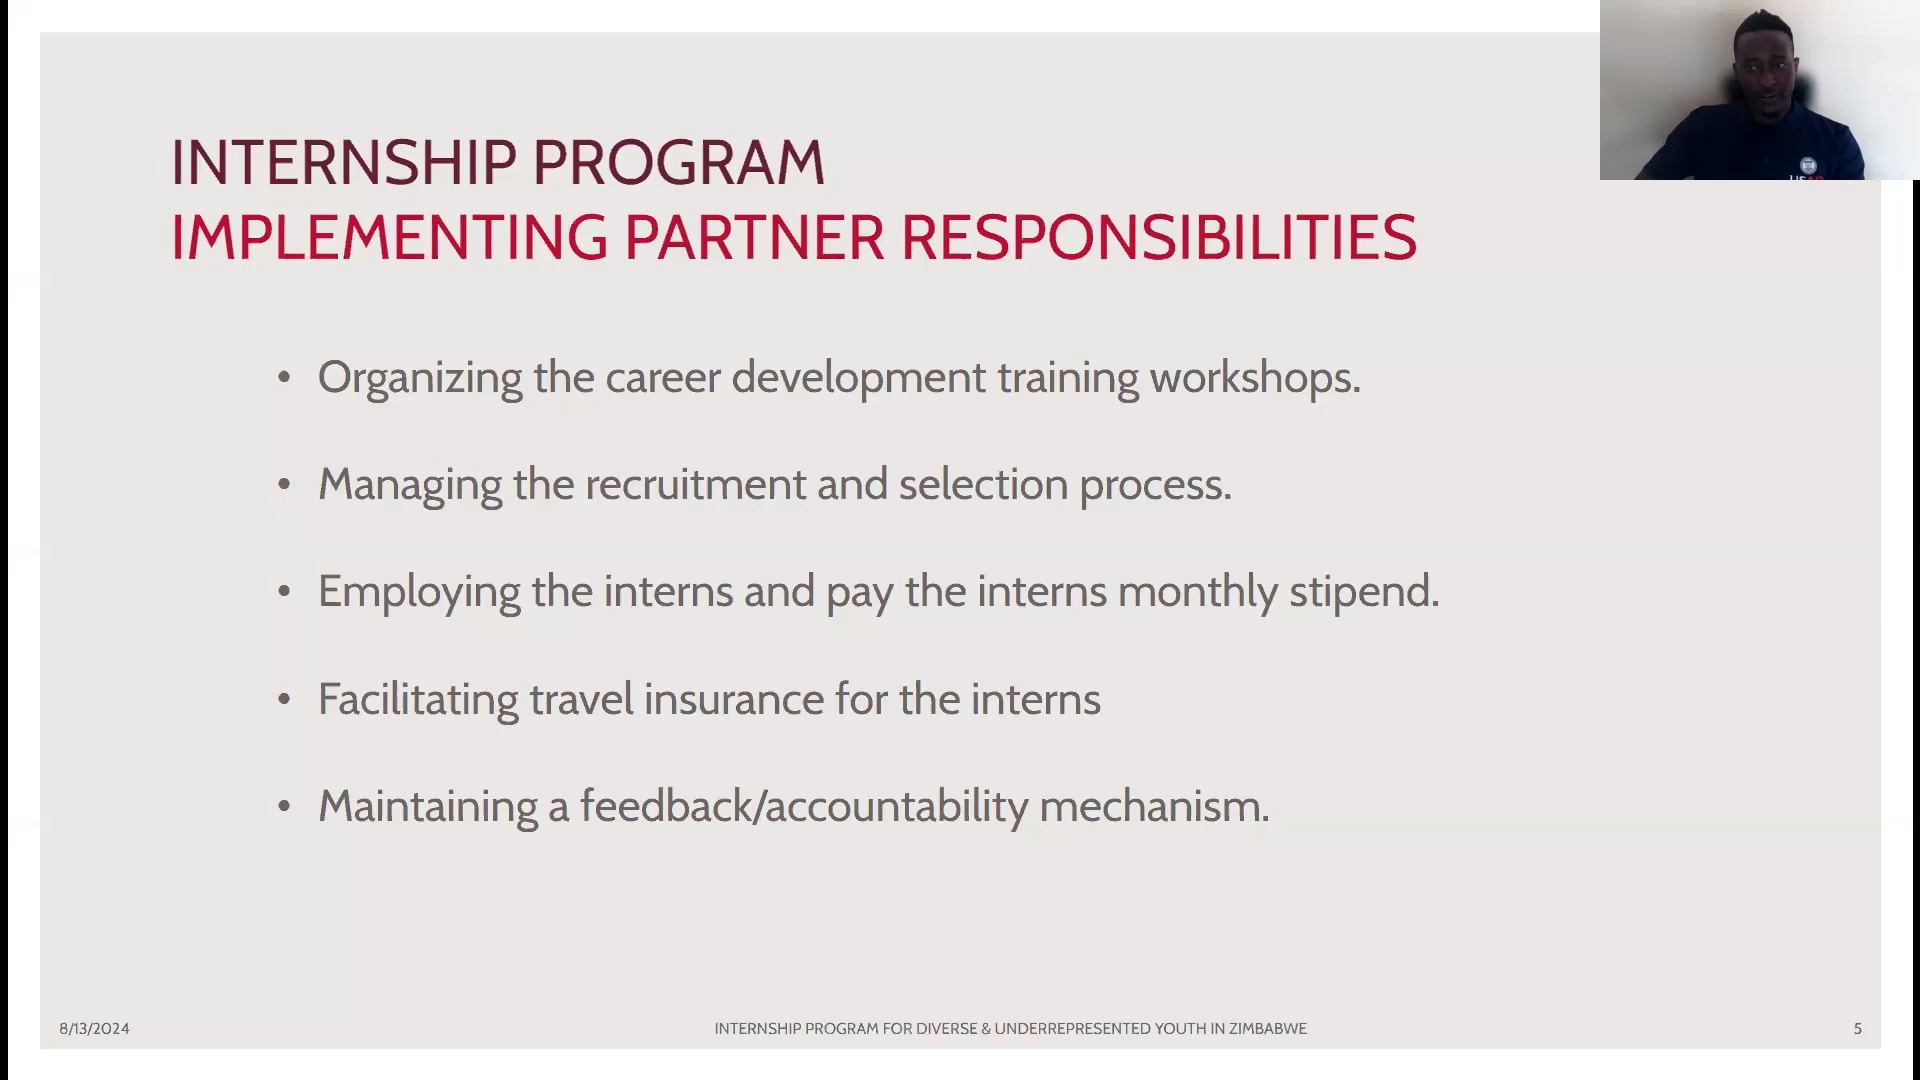 INTERNSHIP PROGRAM
IMPLEMENTING PARTNER RESPONSIBILITIES
• Organizing the career development training workshops.
• Managing the recruitment and selection process.
• Employing the interns and pay the interns monthly stipend.
• Facilitating travel insurance for the interns
• Maintaining a feedback/accountability mechanism.
8/13/2024
INTERNSHIP PROGRAM FOR DIVERSE & UNDERREPRESENTED YOUTH IN ZIMBABWE
5